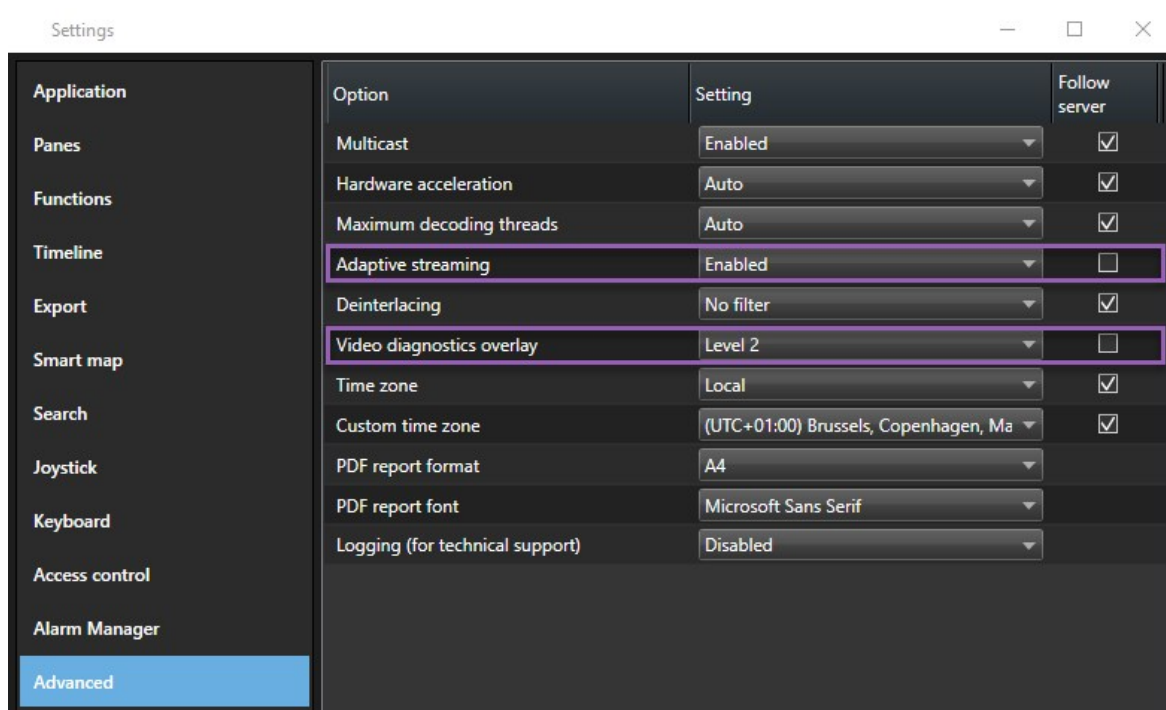 Settings
Application
Panes
Functions
Timeline
Export
Smart map
Search
Joystick
Keyboard
Access control
Alarm Manager
Advanced
Option Setting Follow server
Multicast Enabled
Hardware acceleration Auto
Maximum decoding threads Auto
Adaptive streaming Enabled
Deinterlacing No filter
Video diagnostics overlay Level 2
Time zone Local
Custom time zone (UTC+01:00) Brussels, Copenhagen, Ma
PDF report format A4
PDF report font Microsoft Sans Serif
Logging (for technical support) Disabled